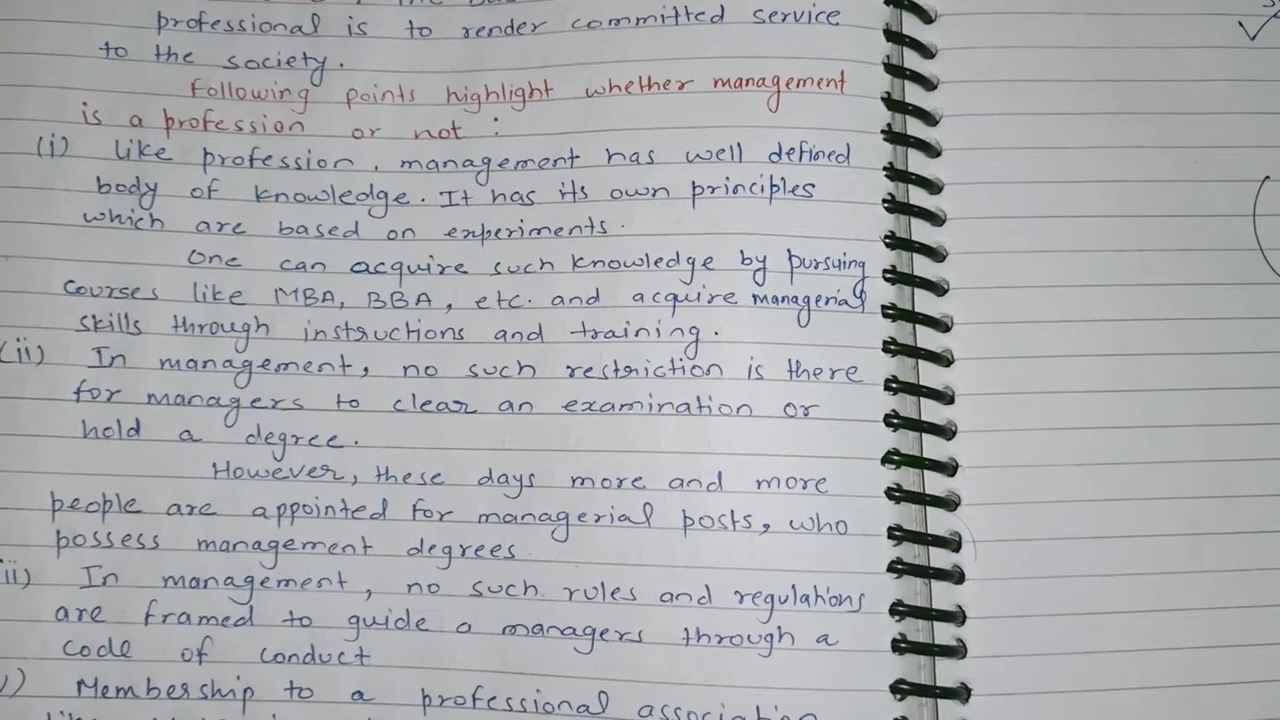 professional is to render committed service
to the society.
Following points highlight whether management
is a profession or not :
(i) Like profession, management has well defined
body of knowledge. It has its own principles
which are based on experiments.
One can acquire such knowledge by pursuing
courses like MBA, BBA, etc. and acquire managerial
skills through instructions and training.
(ii) In management, no such restriction is there
for managers to clear an examination or
hold a degree.
However, these days more and more
people are appointed for managerial posts, who
possess management degrees.
ii) In management, no such rules and regulations
are framed to guide a managers through a
code of conduct
) Membership to a professional association